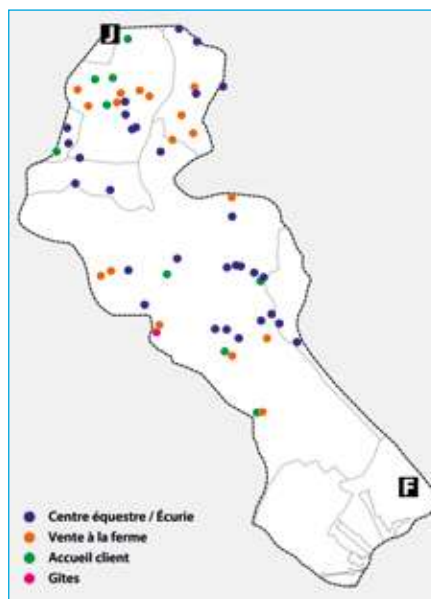 J
F
Centre équestre / Écurie
Vente à la ferme
Accueil client
Gîtes